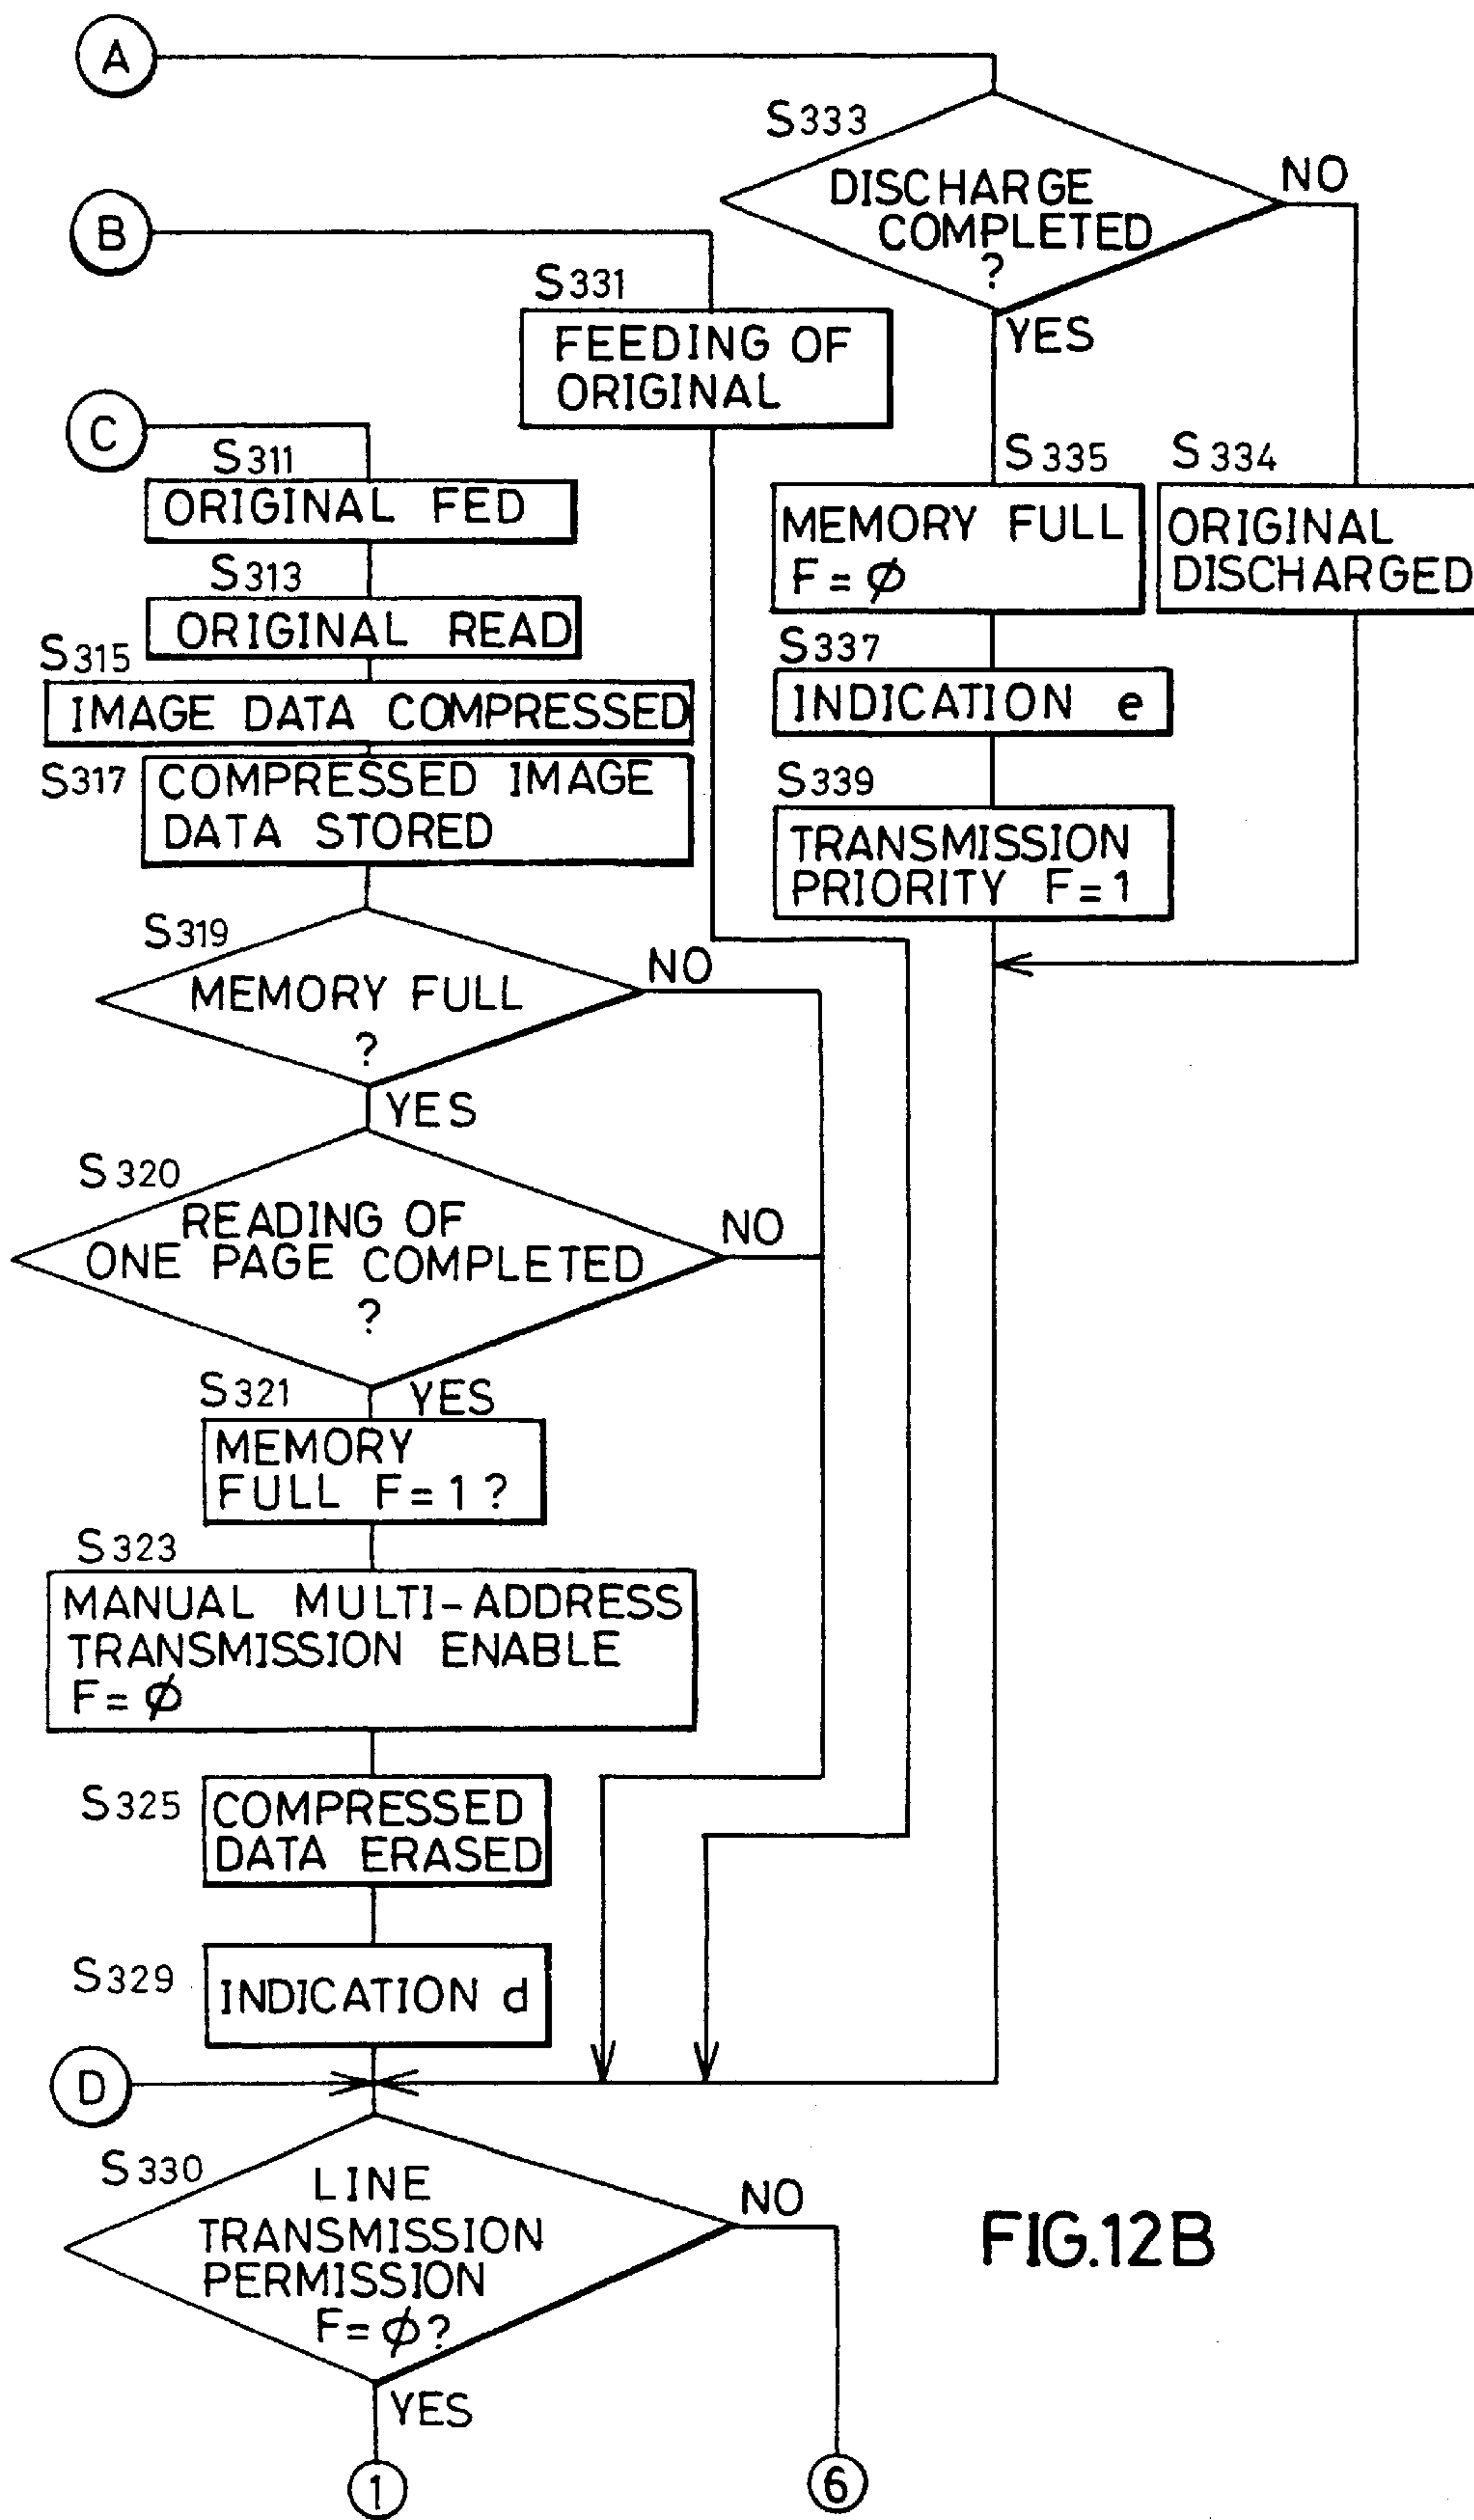 A
S333
DISCHARGE
COMPLETED
?
NO
YES
B
S331
FEEDING OF
ORIGINAL
C
S311
ORIGINAL FED
S313
ORIGINAL READ
S315
IMAGE DATA COMPRESSED
S317
COMPRESSED IMAGE
DATA STORED
S335
MEMORY FULL
F=φ
S334
ORIGINAL
DISCHARGED
S337
INDICATION e
S339
TRANSMISSION
PRIORITY F=1
S319
MEMORY FULL
?
NO
YES
S320
READING OF
ONE PAGE COMPLETED
?
NO
YES
S321
MEMORY
FULL F=1?
S323
MANUAL MULTI-ADDRESS
TRANSMISSION ENABLE
F=φ
S325
COMPRESSED
DATA ERASED
S329
INDICATION d
D
S330
LINE
TRANSMISSION
PERMISSION
F=φ?
NO
YES
1
6
FIG.12B